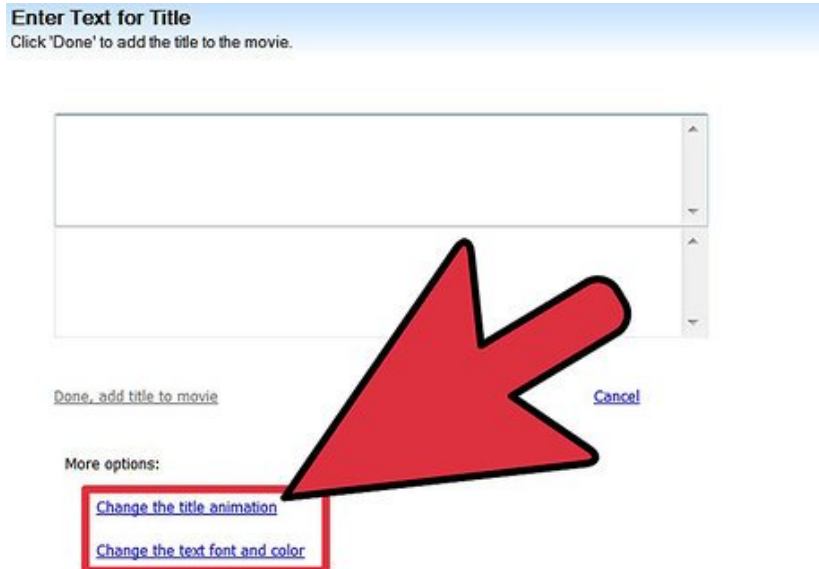 Enter Text for Title
Click 'Done' to add the title to the movie.
Done, add title to movie
Cancel
More options:
Change the title animation
Change the text font and color